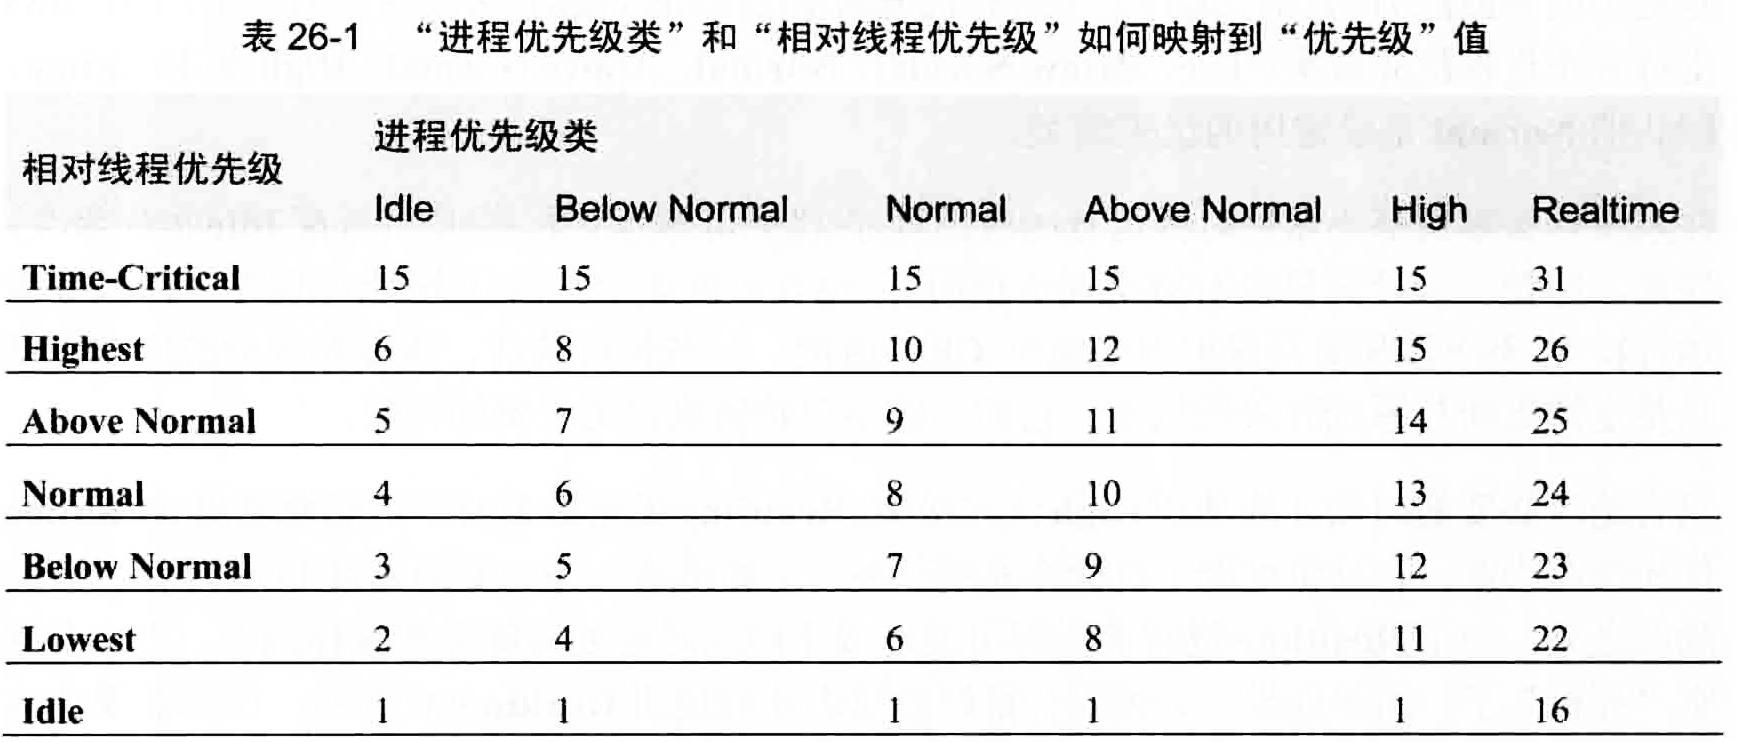 表 26-1 “进程优先级类”和“相对线程优先级”如何映射到“优先级”值
进程优先级类
相对线程优先级
Idle Below Normal Normal Above Normal High Realtime
Time-Critical 15 15 15 15 15 31
Highest 6 8 10 12 15 26
Above Normal 5 7 9 11 14 25
Normal 4 6 8 10 13 24
Below Normal 3 5 7 9 12 23
Lowest 2 4 6 8 11 22
Idle 1 1 1 1 1 16